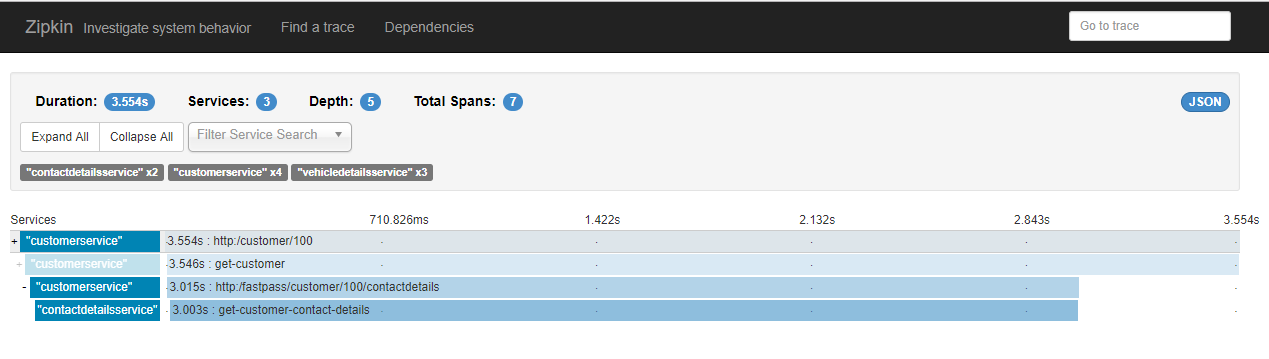 Zipkin Investigate system behavior Find a trace Dependencies Go to trace
Duration: 3.554s Services: 3 Depth: 5 Total Spans: 7 JSON
Expand All Collapse All Filter Service Search
"contactdetailsservice" x2 "customerservice" x4 "vehicledetailsservice" x3
Services 710.826ms 1.422s 2.132s 2.843s 3.554s
+ "customerservice" 3.554s : http:/customer/100
+ "customerservice" 3.546s : get-customer
- "customerservice" 3.015s : http:/fastpass/customer/100/contactdetails
"contactdetailsservice" 3.003s : get-customer-contact-details